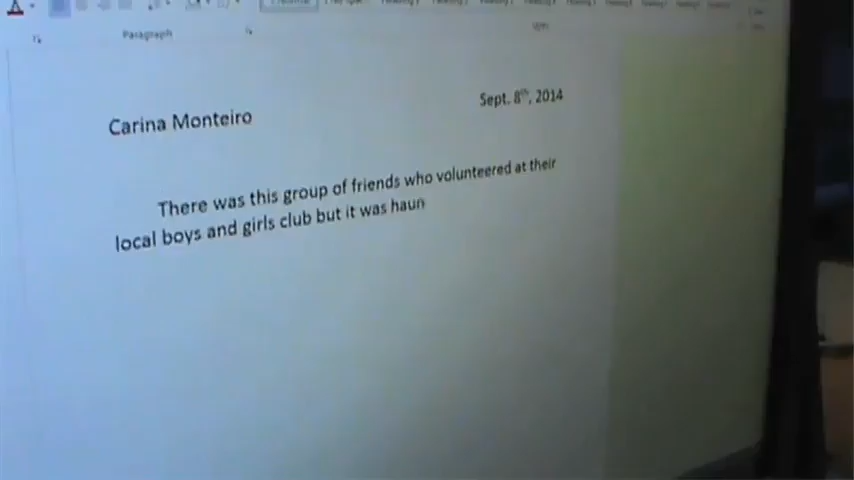 Paragraph
Carina Monteiro
Sept. 8th, 2014
There was this group of friends who volunteered at their
local boys and girls club but it was haun